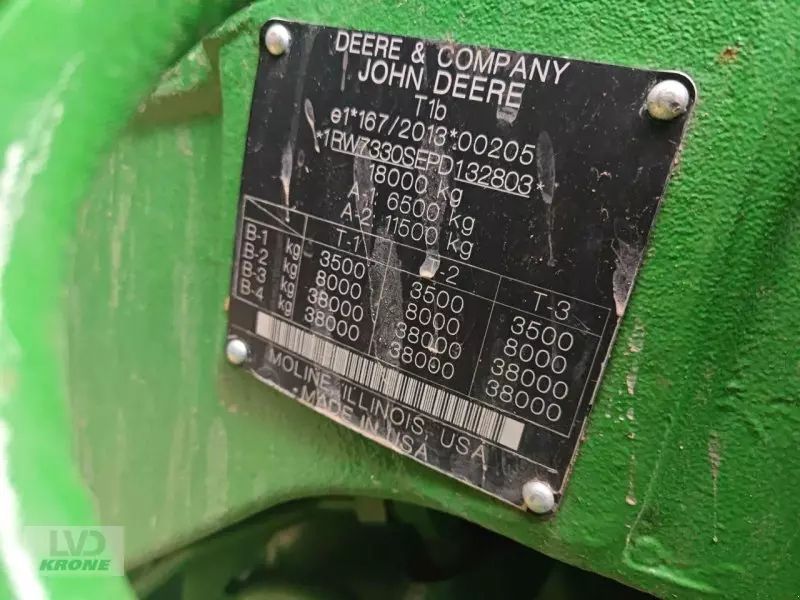 DEERE & COMPANY
JOHN DEERE
T1b
e1*167/2013*00205
*1RW7330SEPD132803*
18000 kg
A-1: 6500 kg
A-2: 11500 kg
T-1 T-2 T-3
B-1 kg 3500 3500 3500
B-2 kg 8000 8000 8000
B-3 kg 38000 38000 38000
B-4 kg 38000 38000 38000
MOLINE, ILLINOIS, USA
MADE IN USA
LVD
KRONE